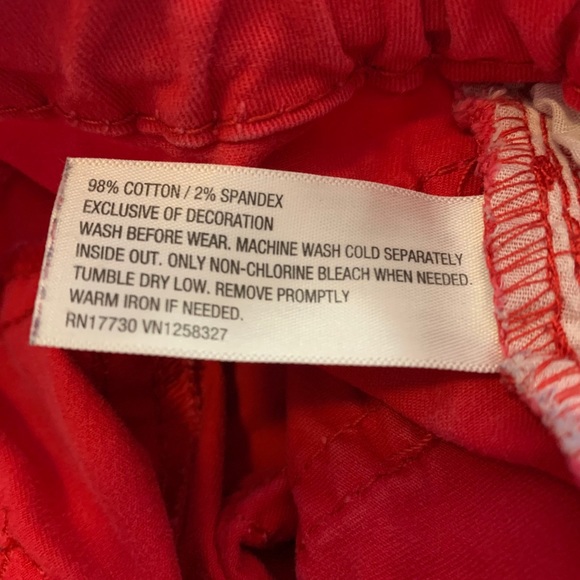 98% COTTON / 2% SPANDEX
EXCLUSIVE OF DECORATION
WASH BEFORE WEAR. MACHINE WASH COLD SEPARATELY
INSIDE OUT. ONLY NON-CHLORINE BLEACH WHEN NEEDED.
TUMBLE DRY LOW. REMOVE PROMPTLY
WARM IRON IF NEEDED.
RN17730 VN1258327